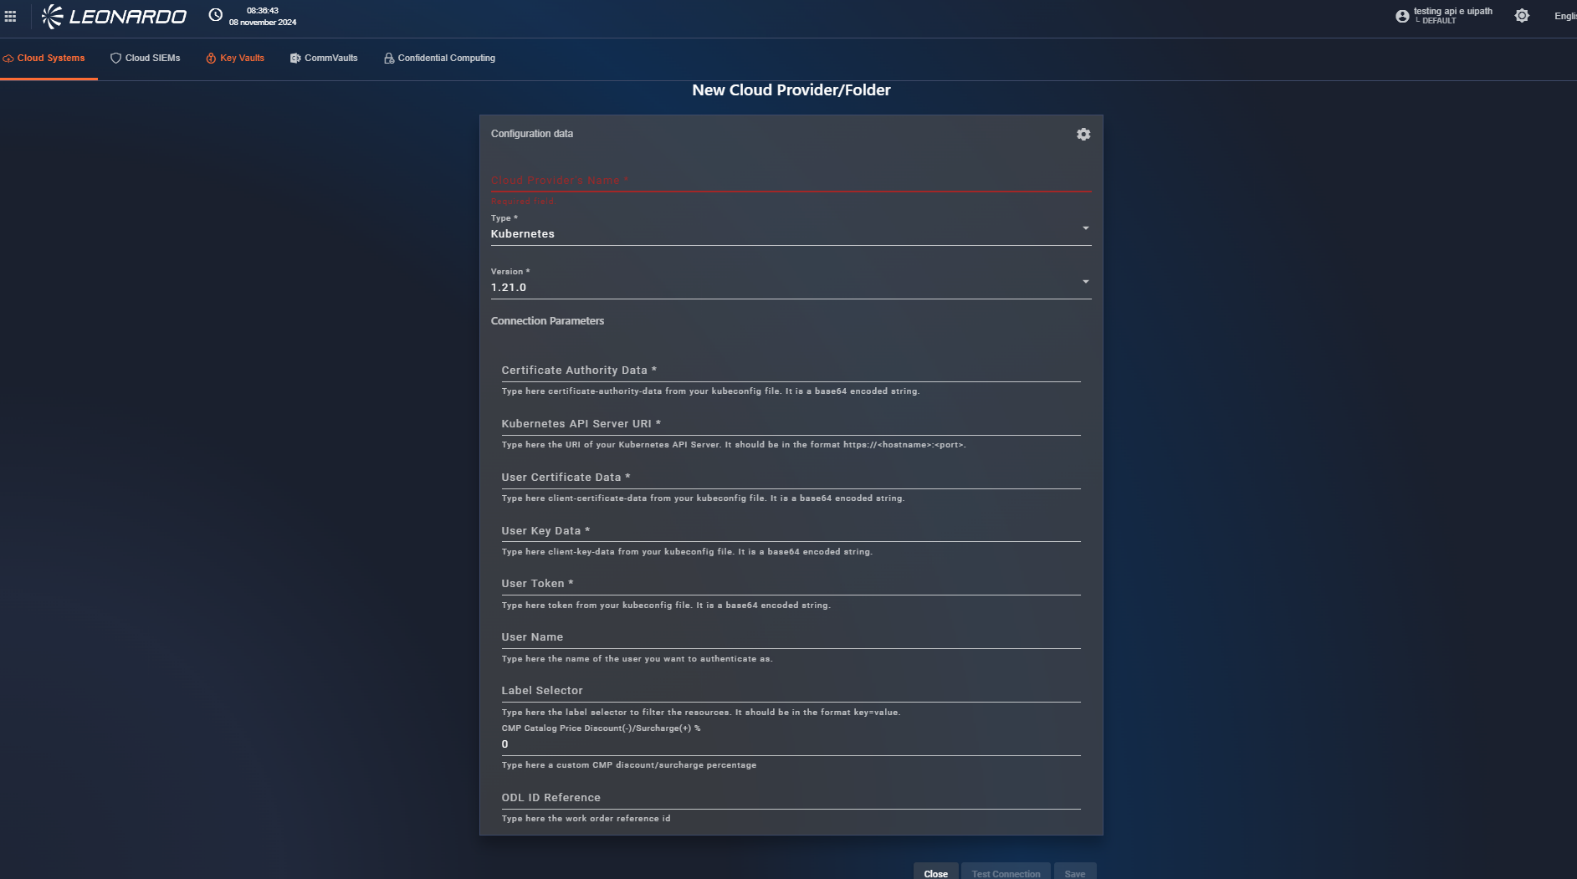 LEONARDO
08:36:43
08 november 2024
testing api e uipath
└ DEFAULT
Englis
Cloud Systems
Cloud SIEMs
Key Vaults
CommVaults
Confidential Computing
New Cloud Provider/Folder
Configuration data
Cloud Provider's Name *
Required field
Type *
Kubernetes
Version *
1.21.0
Connection Parameters
Certificate Authority Data *
Type here certificate-authority-data from your kubeconfig file. It is a base64 encoded string.
Kubernetes API Server URI *
Type here the URI of your Kubernetes API Server. It should be in the format https://<hostname>:<port>.
User Certificate Data *
Type here client-certificate-data from your kubeconfig file. It is a base64 encoded string.
User Key Data *
Type here client-key-data from your kubeconfig file. It is a base64 encoded string.
User Token *
Type here token from your kubeconfig file. It is a base64 encoded string.
User Name
Type here the name of the user you want to authenticate as.
Label Selector
Type here the label selector to filter the resources. It should be in the format key=value.
CMP Catalog Price Discount(-)/Surcharge(+) %
0
Type here a custom CMP discount/surcharge percentage
ODL ID Reference
Type here the work order reference id
Close
Test Connection
Save